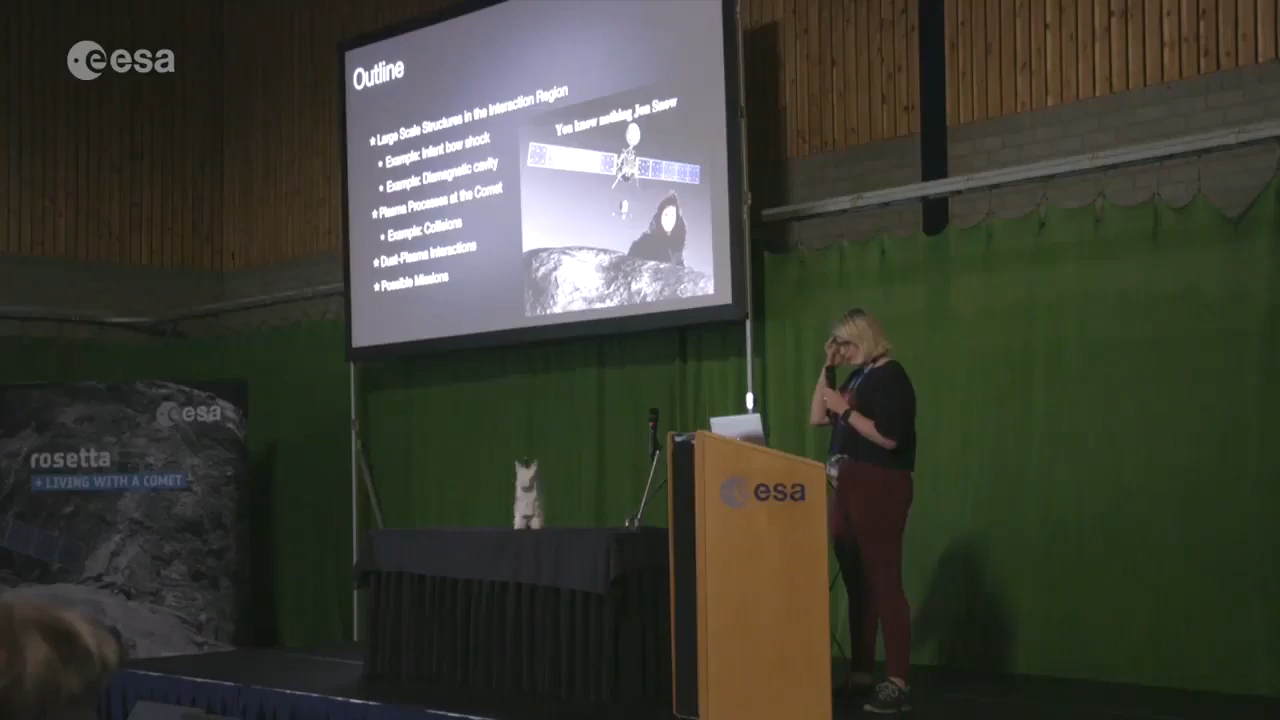 esa
Outline
Large Scale Structures in the Interaction Region
Example: Infant bow shock
Example: Diamagnetic cavity
Plasma Processes at the Comet
Example: Collisions
Dust-Plasma Interactions
Possible Missions
You know nothing Jon Snow
esa
rosetta
+ LIVING WITH A COMET
esa